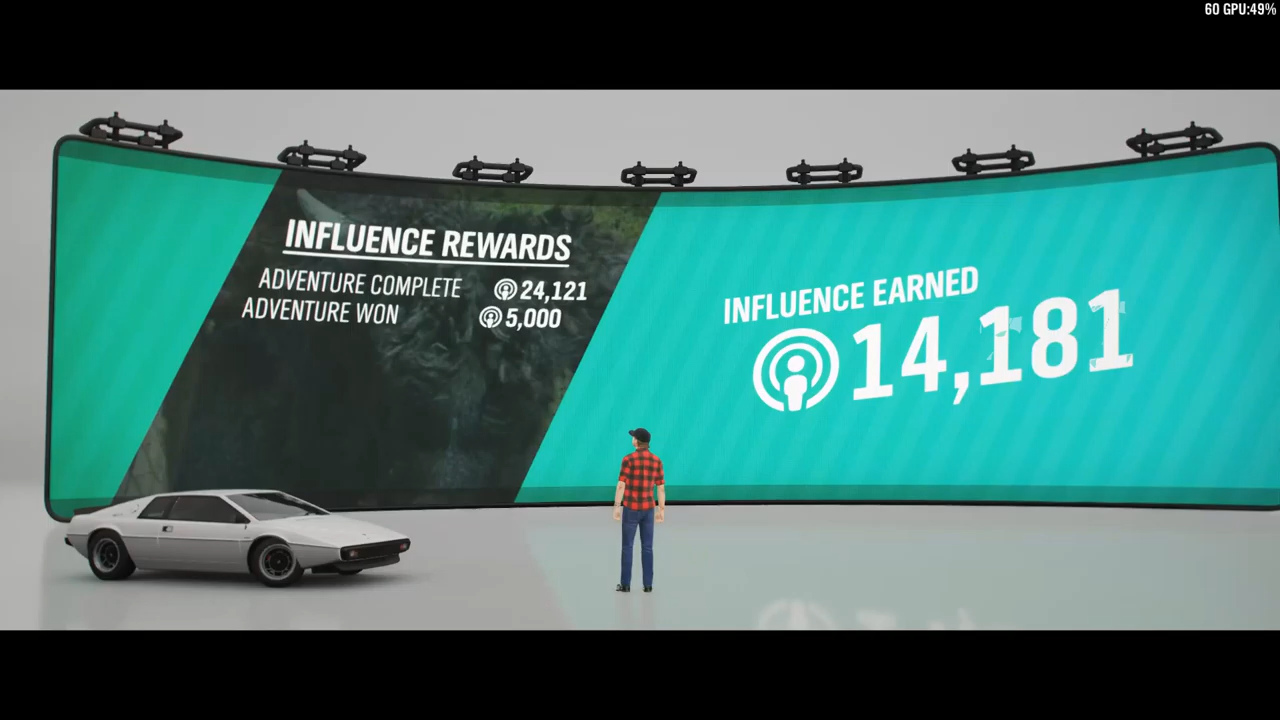 60 GPU:49%
INFLUENCE REWARDS
ADVENTURE COMPLETE 24,121
ADVENTURE WON 5,000
INFLUENCE EARNED
14,181